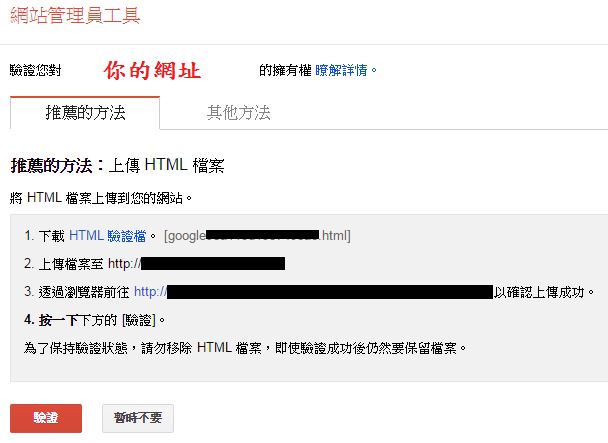 網站管理員工具
驗證您對 你的網址 的擁有權 瞭解詳情。
推薦的方法 其他方法
推薦的方法：上傳 HTML 檔案
將 HTML 檔案上傳到您的網站。
1. 下載 HTML 驗證檔。 [google .html]
2. 上傳檔案至 http://
3. 透過瀏覽器前往 http:// 以確認上傳成功。
4. 按一下下方的 [驗證]。
為了保持驗證狀態，請勿移除 HTML 檔案，即使驗證成功後仍然要保留檔案。
驗證 暫時不要